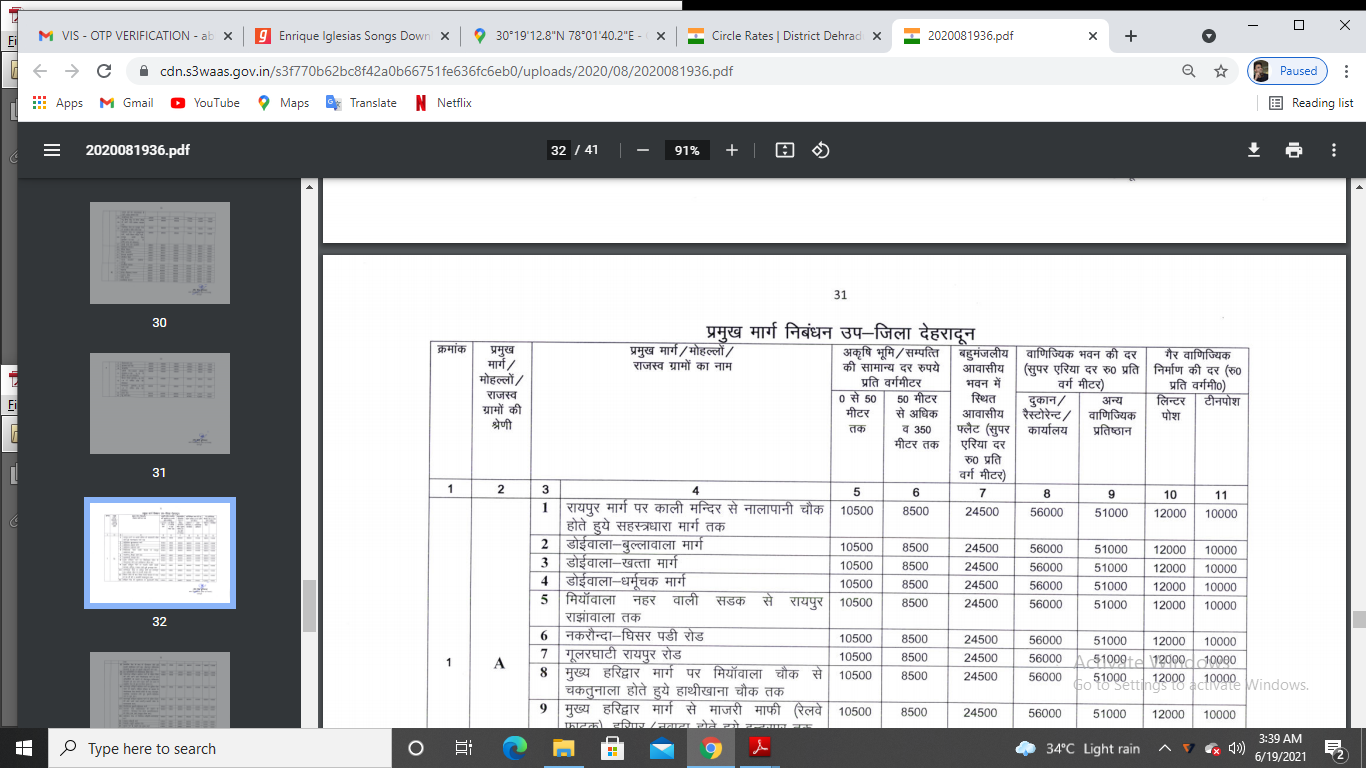 VIS - OTP VERIFICATION - ab
Enrique Iglesias Songs Down
30°19'12.8"N 78°01'40.2"E -
Circle Rates | District Dehrad
2020081936.pdf
cdn.s3waas.gov.in/s3f770b62bc8f42a0b66751fe636fc6eb0/uploads/2020/08/2020081936.pdf
Paused
Apps
Gmail
YouTube
Maps
Translate
Netflix
Reading list
2020081936.pdf
32 / 41
91%
30
31
32
31
प्रमुख मार्ग निबंधन उप–जिला देहरादून
क्रमांक
प्रमुख
मार्ग/
मोहल्लों/
राजस्व
ग्रामों की
श्रेणी
प्रमुख मार्ग/मोहल्लों/
राजस्व ग्रामों का नाम
अकृषि भूमि/सम्पत्ति
की सामान्य दर रुपये
प्रति वर्गमीटर
0 से 50
मीटर
तक
50 मीटर
से अधिक
व 350
मीटर तक
बहुमंजलीय
आवासीय
भवन में
स्थित
आवासीय
फ्लैट (सुपर
एरिया दर
रु0 प्रति
वर्ग मीटर)
वाणिज्यिक भवन की दर
(सुपर एरिया दर रु0 प्रति
वर्ग मीटर)
दुकान/
रैस्टोरेन्ट/
कार्यालय
अन्य
वाणिज्यिक
प्रतिष्ठान
गैर वाणिज्यिक
निर्माण की दर (रु0
प्रति वर्गमी0)
लिन्टर
पोश
टीनपोश
1 2 3 4 5 6 7 8 9 10 11
1 A
1 रायपुर मार्ग पर काली मन्दिर से नालापानी चौक 10500 8500 24500 56000 51000 12000 10000
होते हुये सहस्त्रधारा मार्ग तक
2 डोईवाला–बुल्लावाला मार्ग 10500 8500 24500 56000 51000 12000 10000
3 डोईवाला–खत्ता मार्ग 10500 8500 24500 56000 51000 12000 10000
4 डोईवाला–धर्मूचक मार्ग 10500 8500 24500 56000 51000 12000 10000
5 मियॉवाला नहर वाली सडक से रायपुर 10500 8500 24500 56000 51000 12000 10000
राझांवाला तक
6 नकरौन्दा–घिसर पडी रोड 10500 8500 24500 56000 51000 12000 10000
7 गूलरघाटी रायपुर रोड 10500 8500 24500 56000 51000 12000 10000
8 मुख्य हरिद्वार मार्ग पर मियॉवाला चौक से 10500 8500 24500 56000 51000 12000 10000
चकतुनाला होते हुये हाथीखाना चौक तक
9 मुख्य हरिद्वार मार्ग से माजरी माफी (रेलवे 10500 8500 24500 56000 51000 12000 10000
Activate Windows
Go to Settings to activate Windows.
Type here to search
34°C Light rain
3:39 AM
6/19/2021
2